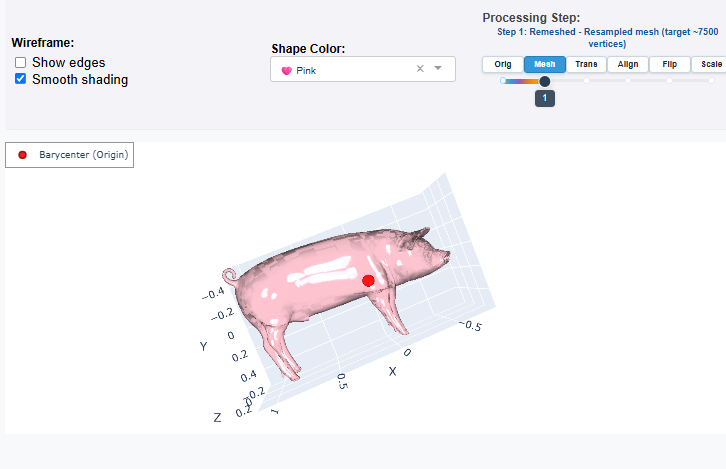 Processing Step:
Step 1: Remeshed - Resampled mesh (target ~7500
vertices)
Wireframe:
Show edges
Smooth shading
Shape Color:
Pink
Orig
Mesh
Trans
Align
Flip
Scale
1
Barycenter (Origin)
−0.4
−0.2
0
0.2
0.4
Y
−0.5
0
0.5
1
X
0.2
Z